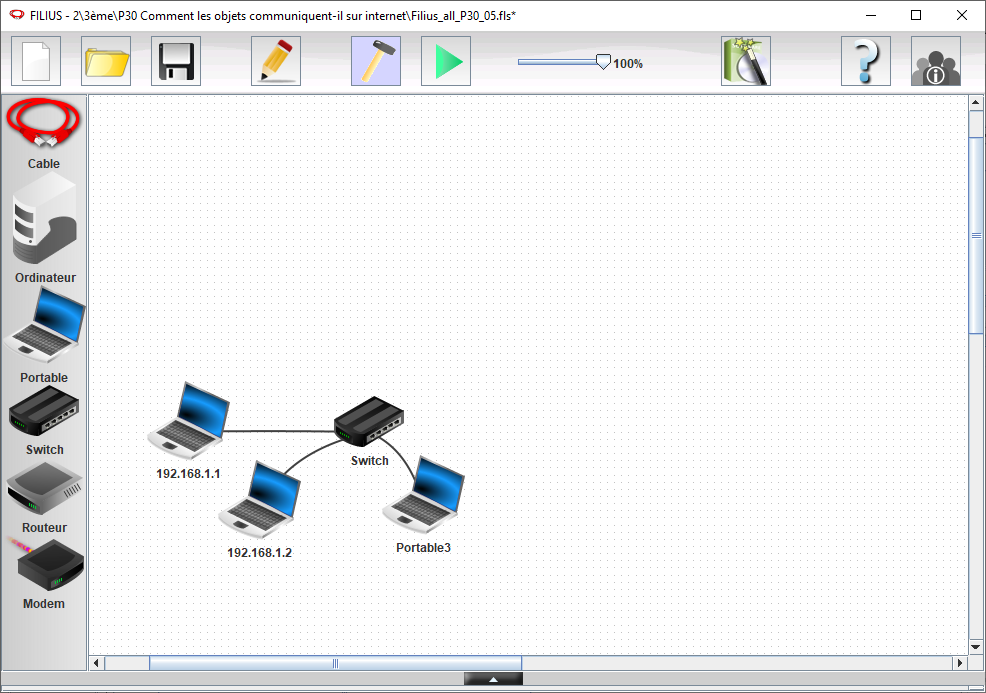 FILIUS - 2\3ème\P30 Comment les objets communiquent-il sur internet\Filius_all_P30_05.fls*
100%
Cable
Ordinateur
Portable
Switch
Routeur
Modem
192.168.1.1
Switch
192.168.1.2
Portable3